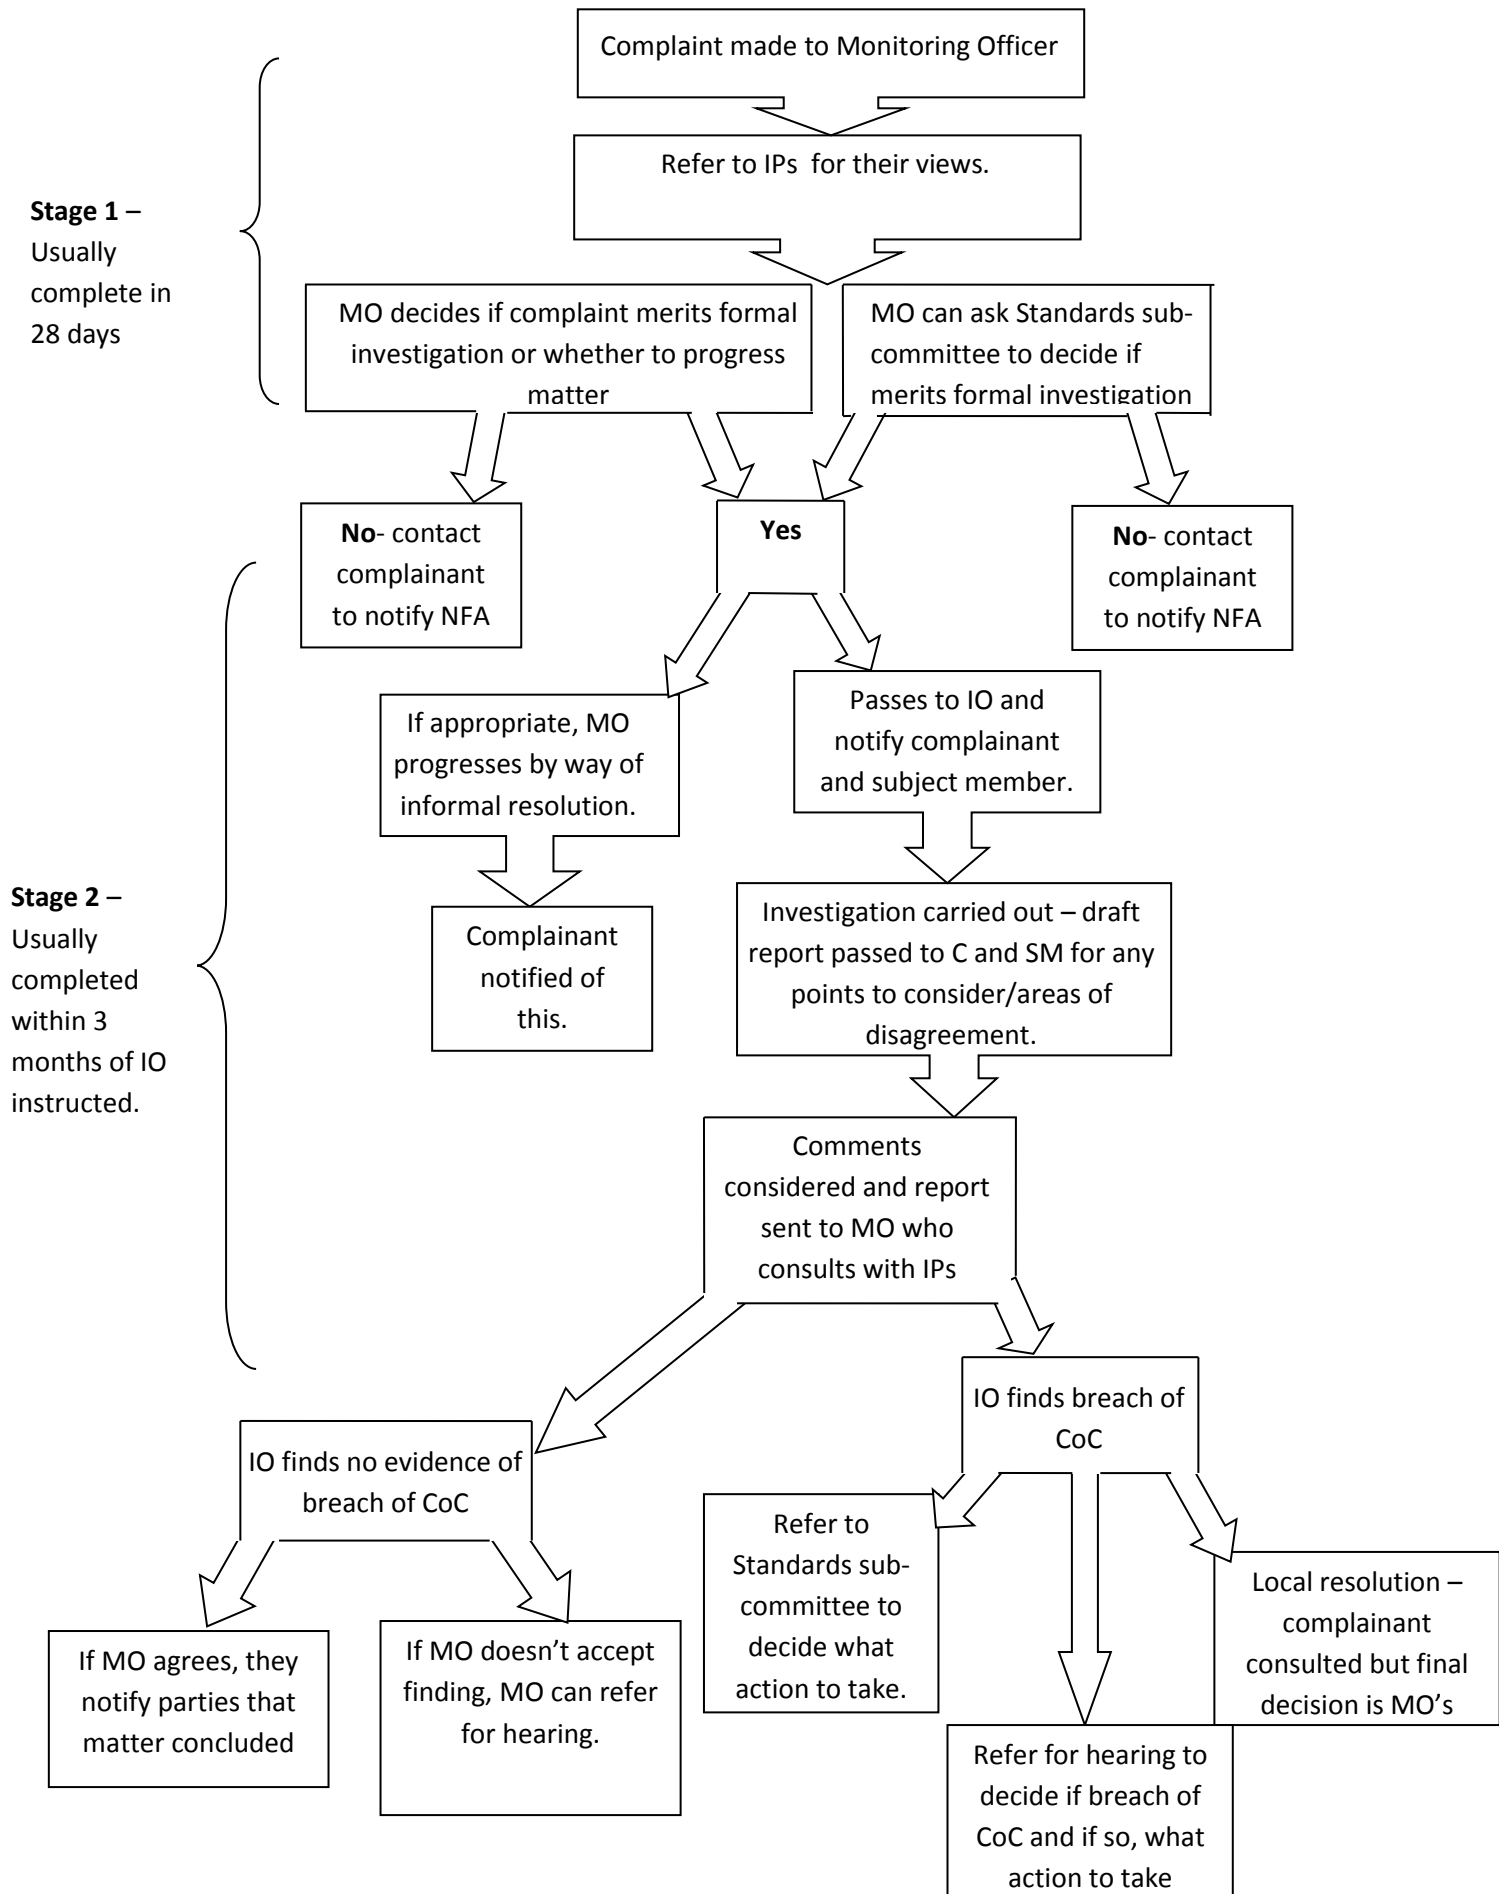 Complaint made to Monitoring Officer
Refer to IPs  for their views.
Stage 1 –
Usually
complete in
28 days
MO decides if complaint merits formal
investigation or whether to progress
matter
MO can ask Standards sub-
committee to decide if
merits formal investigation
No- contact
complainant
to notify NFA
Yes
No- contact
complainant
to notify NFA
If appropriate, MO
progresses by way of
informal resolution.
Passes to IO and
notify complainant
and subject member.
Stage 2 –
Usually
completed
within 3
months of IO
instructed.
Complainant
notified of
this.
Investigation carried out – draft
report passed to C and SM for any
points to consider/areas of
disagreement.
Comments
considered and report
sent to MO who
consults with IPs
IO finds no evidence of
breach of CoC
IO finds breach of
CoC
If MO agrees, they
notify parties that
matter concluded
If MO doesn’t accept
finding, MO can refer
for hearing.
Refer to
Standards sub-
committee to
decide what
action to take.
Refer for hearing to
decide if breach of
CoC and if so, what
action to take
Local resolution –
complainant
consulted but final
decision is MO’s